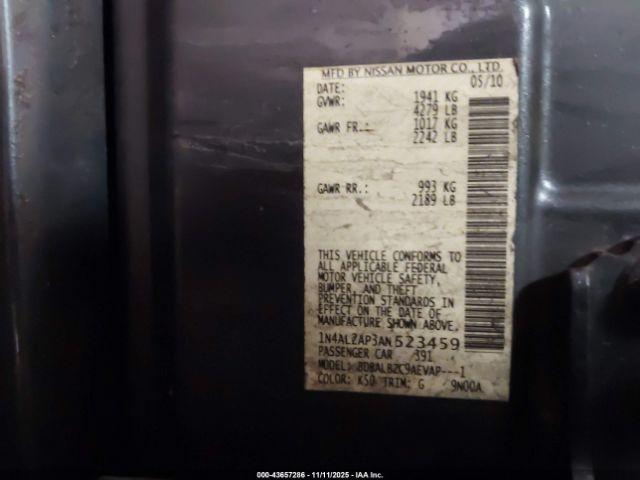 MFD BY NISSAN MOTOR CO., LTD.
DATE: 05/10
GVWR: 1941 KG
4279 LB
GAWR FR.: 1017 KG
2242 LB
GAWR RR.: 993 KG
2189 LB
THIS VEHICLE CONFORMS TO
ALL APPLICABLE FEDERAL
MOTOR VEHICLE SAFETY,
BUMPER, AND THEFT
PREVENTION STANDARDS IN
EFFECT ON THE DATE OF
MANUFACTURE SHOWN ABOVE.
1N4AL2AP3AN523459
PASSENGER CAR 391
MODEL: BDBALBZC9AEVAP---1
COLOR: K50 TRIM: G 9N00A
000-43657286 - 11/11/2025 - IAA Inc.